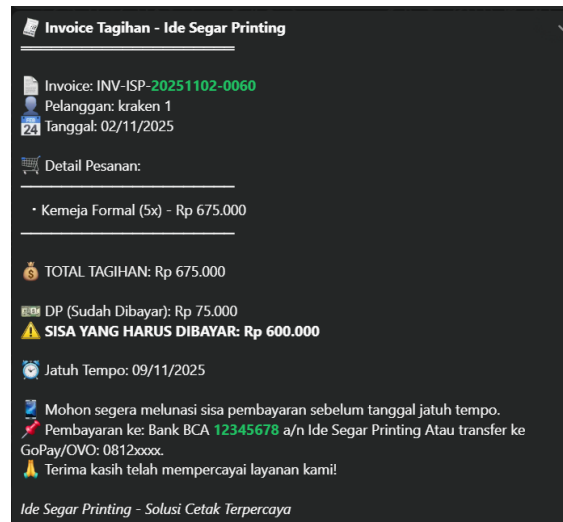 Invoice Tagihan - Ide Segar Printing
Invoice: INV-ISP-20251102-0060
Pelanggan: kraken 1
Tanggal: 02/11/2025
Detail Pesanan:
• Kemeja Formal (5x) - Rp 675.000
TOTAL TAGIHAN: Rp 675.000
DP (Sudah Dibayar): Rp 75.000
SISA YANG HARUS DIBAYAR: Rp 600.000
Jatuh Tempo: 09/11/2025
Mohon segera melunasi sisa pembayaran sebelum tanggal jatuh tempo.
Pembayaran ke: Bank BCA 12345678 a/n Ide Segar Printing Atau transfer ke
GoPay/OVO: 0812xxxx.
Terima kasih telah mempercayai layanan kami!
Ide Segar Printing - Solusi Cetak Terpercaya